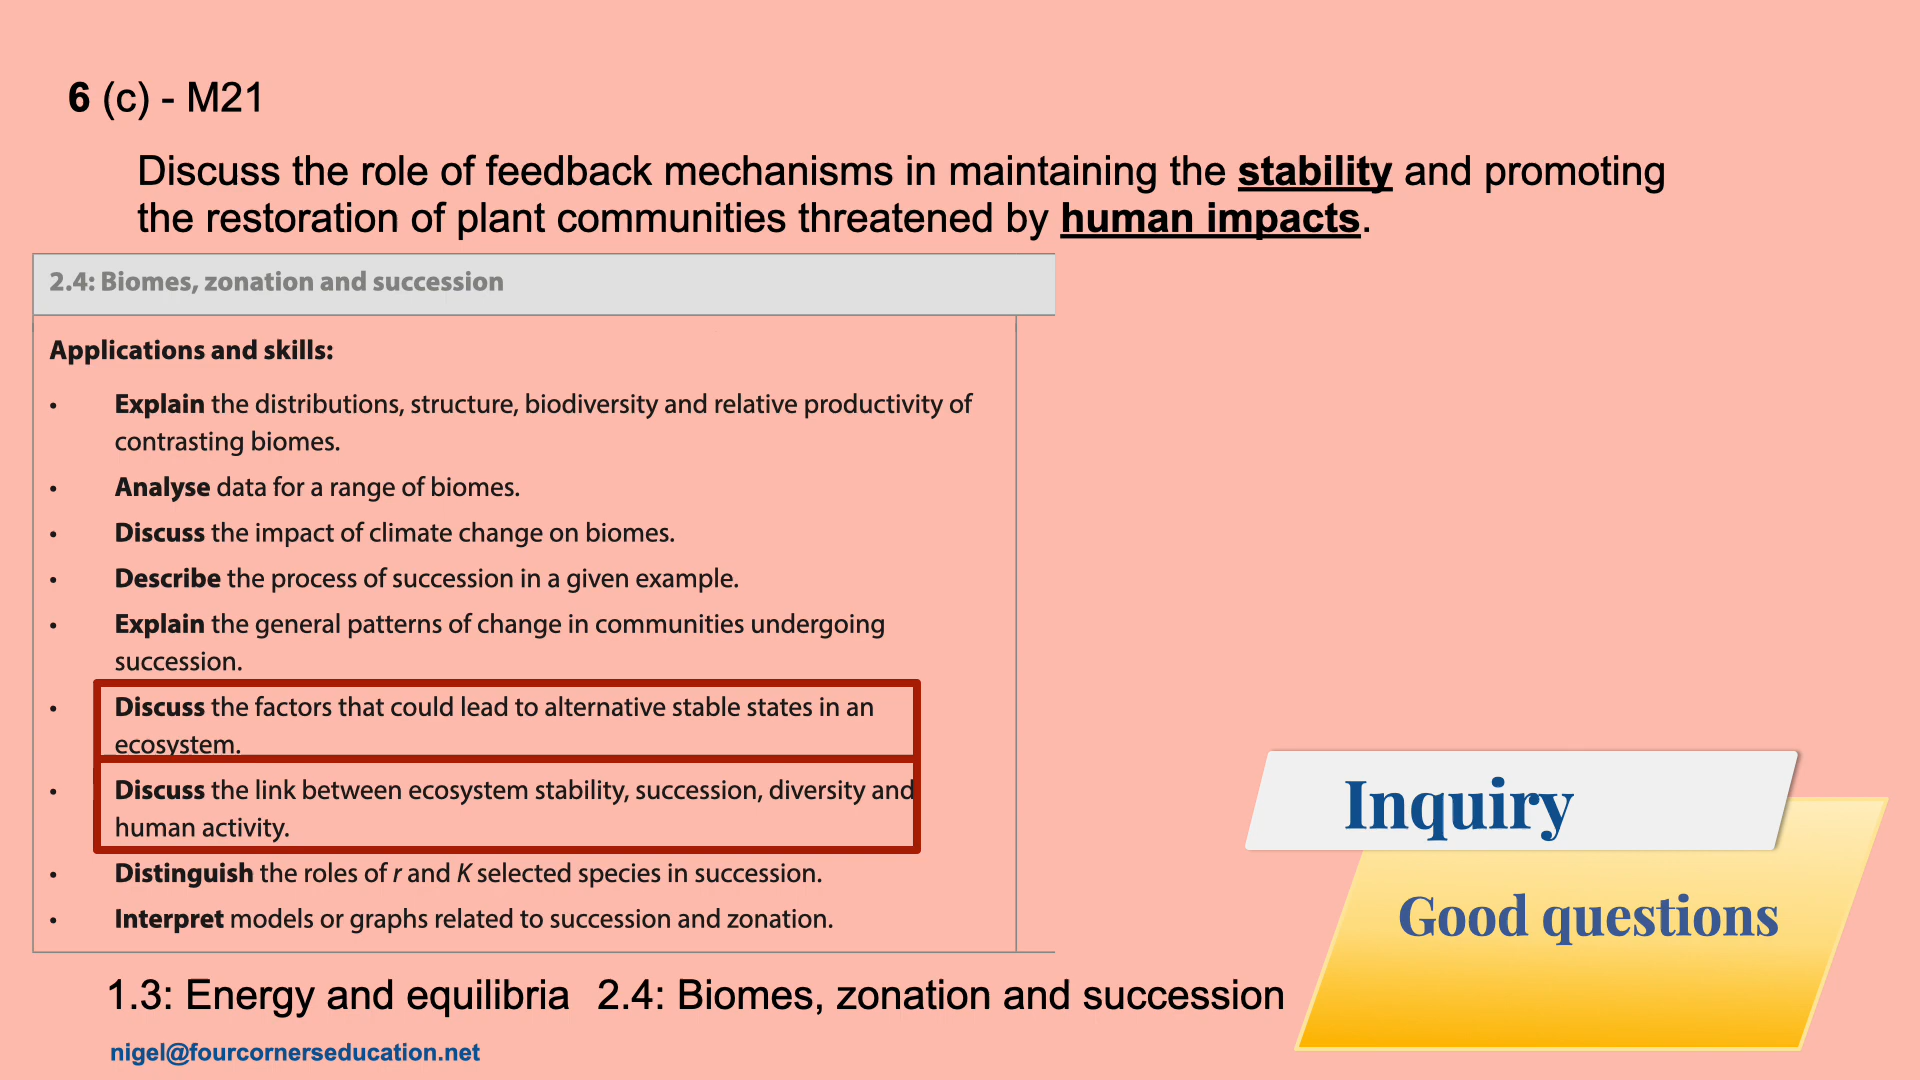 6 (c) - M21
Discuss the role of feedback mechanisms in maintaining the stability and promoting
the restoration of plant communities threatened by human impacts.
2.4: Biomes, zonation and succession
Applications and skills:
• Explain the distributions, structure, biodiversity and relative productivity of
contrasting biomes.
• Analyse data for a range of biomes.
• Discuss the impact of climate change on biomes.
• Describe the process of succession in a given example.
• Explain the general patterns of change in communities undergoing
succession.
• Discuss the factors that could lead to alternative stable states in an
ecosystem.
• Discuss the link between ecosystem stability, succession, diversity and
human activity.
• Distinguish the roles of r and K selected species in succession.
• Interpret models or graphs related to succession and zonation.
Inquiry
Good questions
1.3: Energy and equilibria 2.4: Biomes, zonation and succession
nigel@fourcornerseducation.net